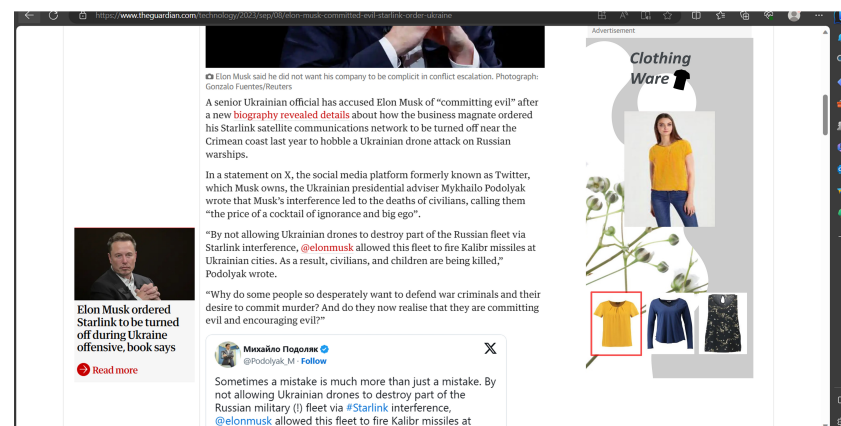 https://www.theguardian.com/technology/2023/sep/08/elon-musk-committed-evil-starlink-order-ukraine
Elon Musk said he did not want his company to be complicit in conflict escalation. Photograph:
Gonzalo Fuentes/Reuters
A senior Ukrainian official has accused Elon Musk of “committing evil” after
a new biography revealed details about how the business magnate ordered
his Starlink satellite communications network to be turned off near the
Crimean coast last year to hobble a Ukrainian drone attack on Russian
warships.
In a statement on X, the social media platform formerly known as Twitter,
which Musk owns, the Ukrainian presidential adviser Mykhailo Podolyak
wrote that Musk’s interference led to the deaths of civilians, calling them
“the price of a cocktail of ignorance and big ego”.
“By not allowing Ukrainian drones to destroy part of the Russian fleet via
Starlink interference, @elonmusk allowed this fleet to fire Kalibr missiles at
Ukrainian cities. As a result, civilians, and children are being killed,”
Podolyak wrote.
“Why do some people so desperately want to defend war criminals and their
desire to commit murder? And do they now realise that they are committing
evil and encouraging evil?”
Михайло Подоляк
@Podolyak_M · Follow
Sometimes a mistake is much more than just a mistake. By
not allowing Ukrainian drones to destroy part of the
Russian military (!) fleet via #Starlink interference,
@elonmusk allowed this fleet to fire Kalibr missiles at
Elon Musk ordered
Starlink to be turned
off during Ukraine
offensive, book says
Read more
Advertisement
Clothing
Ware